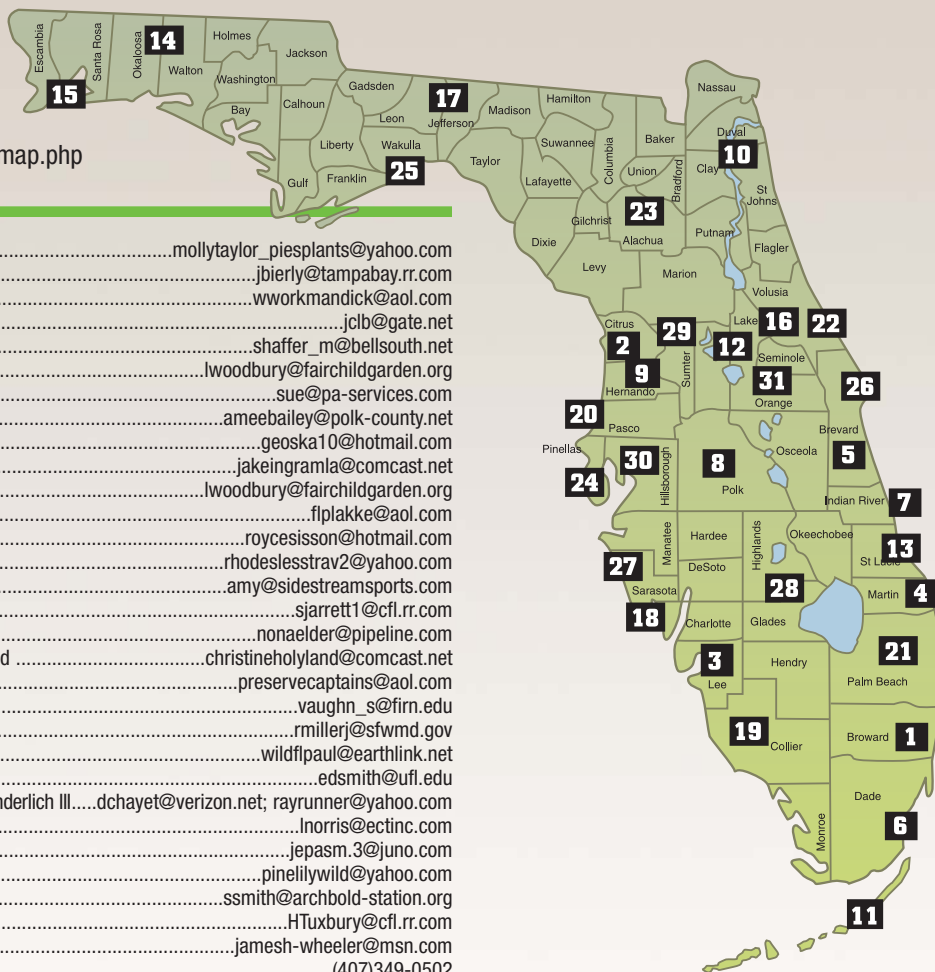 Escambia
Santa Rosa
Okaloosa
14
Holmes
Walton
Jackson
Washington
15
Bay
Calhoun
Gadsden
17
Leon
Jefferson
Madison
Hamilton
Nassau
Liberty
Wakulla
25
Gulf
Franklin
Taylor
Suwannee
Lafayette
Columbia
Baker
Union
Bradford
Duval
10
Clay
St
Johns
23
Gilchrist
Alachua
Dixie
Putnam
Flagler
Levy
Marion
Volusia
map.php
...mollytaylor_piesplants@yahoo.com
...jbierly@tampabay.rr.com
...wworkmandick@aol.com
...jclb@gate.net
...shaffer_m@bellsouth.net
...lwoodbury@fairchildgarden.org
...sue@pa-services.com
...ameebailey@polk-county.net
...geoska10@hotmail.com
...jakeingramla@comcast.net
...lwoodbury@fairchildgarden.org
...flplakke@aol.com
...roycesisson@hotmail.com
...rhodeslesstrav2@yahoo.com
...amy@sidestreamsports.com
...sjarrett1@cfl.rr.com
...nonaelder@pipeline.com
d ...christineholyland@comcast.net
...preservecaptains@aol.com
...vaughn_s@firn.edu
...rmillerj@sfwmd.gov
...wildflpaul@earthlink.net
...edsmith@ufl.edu
nderlich III.....dchayet@verizon.net; rayrunner@yahoo.com
...lnorris@ectinc.com
...jepasm.3@juno.com
...pinelilywild@yahoo.com
...ssmith@archbold-station.org
...HTuxbury@cfl.rr.com
...jamesh-wheeler@msn.com
(407)349-0502
Citrus
2
29
Lake
16
22
12
Seminole
Sumter
9
Hernando
31
Orange
26
20
Pasco
Brevard
Pinellas
30
Hillsborough
8
Polk
Osceola
5
24
Indian River
7
Manatee
Hardee
Highlands
Okeechobee
13
St Lucie
27
DeSoto
Sarasota
28
Martin
4
18
Charlotte
Glades
21
3
Lee
Hendry
Palm Beach
19
Collier
Broward
1
Dade
Monroe
6
11